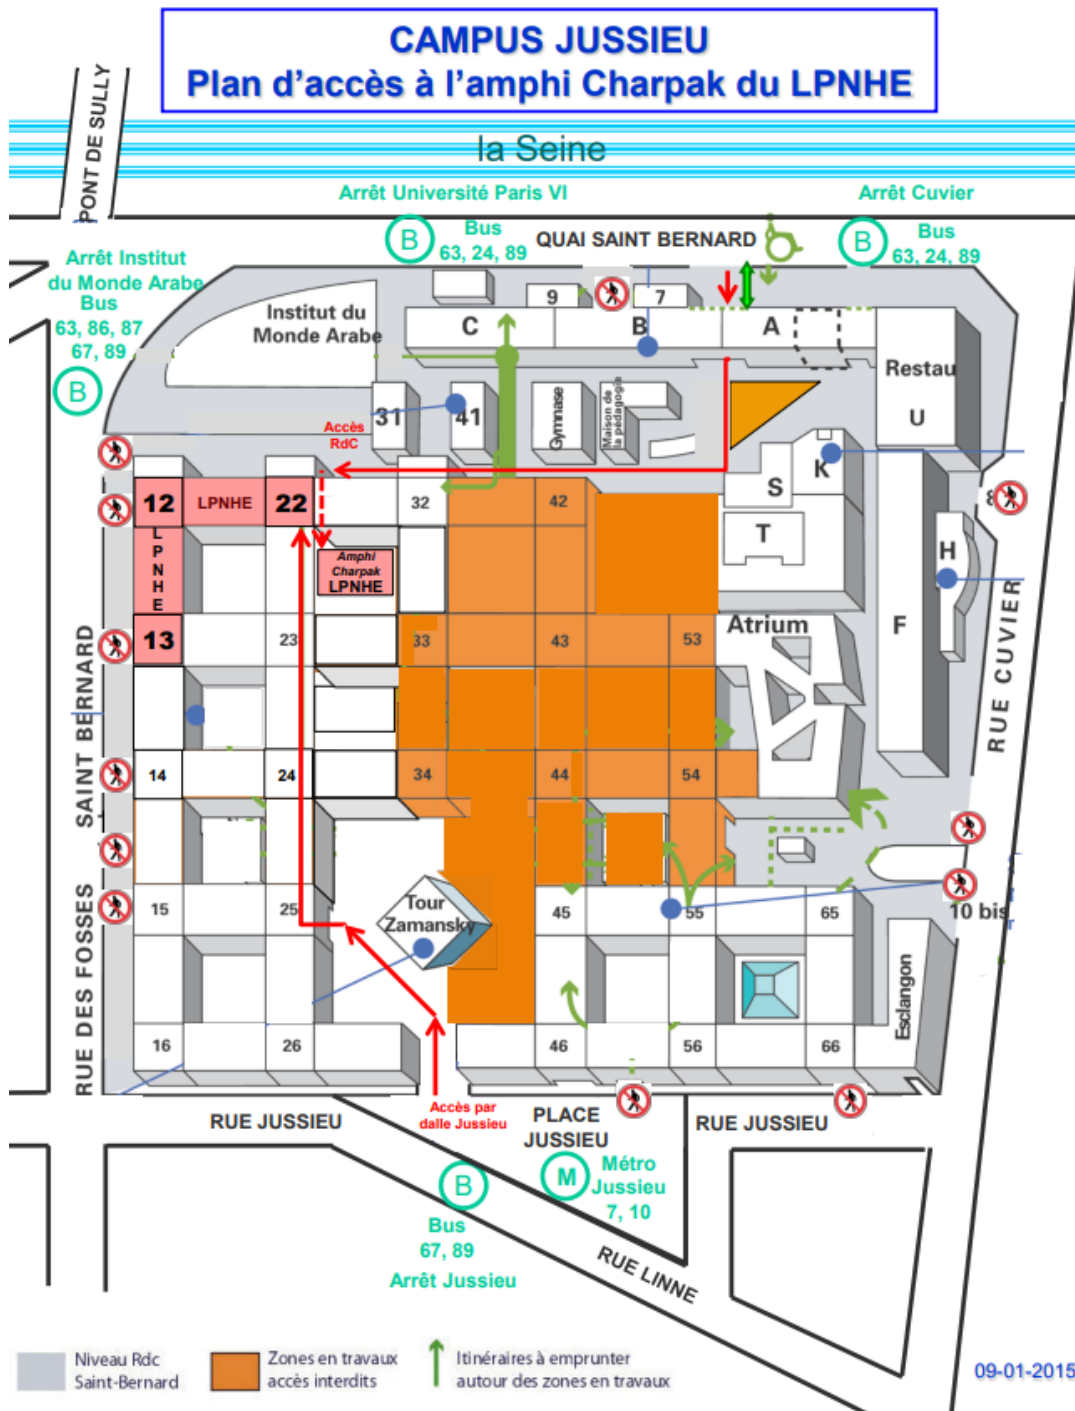 CAMPUS JUSSIEU
Plan d'accès à l'amphi Charpak du LPNHE
PONT DE SULLY
la Seine
Arrêt Université Paris VI
Arrêt Cuvier
B
Bus
63, 24, 89
QUAI SAINT BERNARD
B
Bus
63, 24, 89
Arrêt Institut
du Monde Arabe
Bus
63, 86, 87
67, 89
B
Institut du
Monde Arabe
9
7
C
B
A
Restau
U
31
41
Gymnase
Maison de
la pédagogie
Accès
RdC
K
S
T
H
F
8
12
LPNHE
22
32
42
LPNHE
Amphi
Charpak
LPNHE
13
23
33
43
53
Atrium
RUE CUVIER
14
24
34
44
54
15
25
Tour
Zamansky
45
55
65
10 bis
Esclangon
16
26
46
56
66
RUE DES FOSSES SAINT BERNARD
RUE JUSSIEU
Accès par
dalle Jussieu
PLACE
JUSSIEU
RUE JUSSIEU
B
Bus
67, 89
Arrêt Jussieu
M
Métro
Jussieu
7, 10
RUE LINNE
Niveau Rdc
Saint-Bernard
Zones en travaux
accès interdits
Itinéraires à emprunter
autour des zones en travaux
09-01-2015